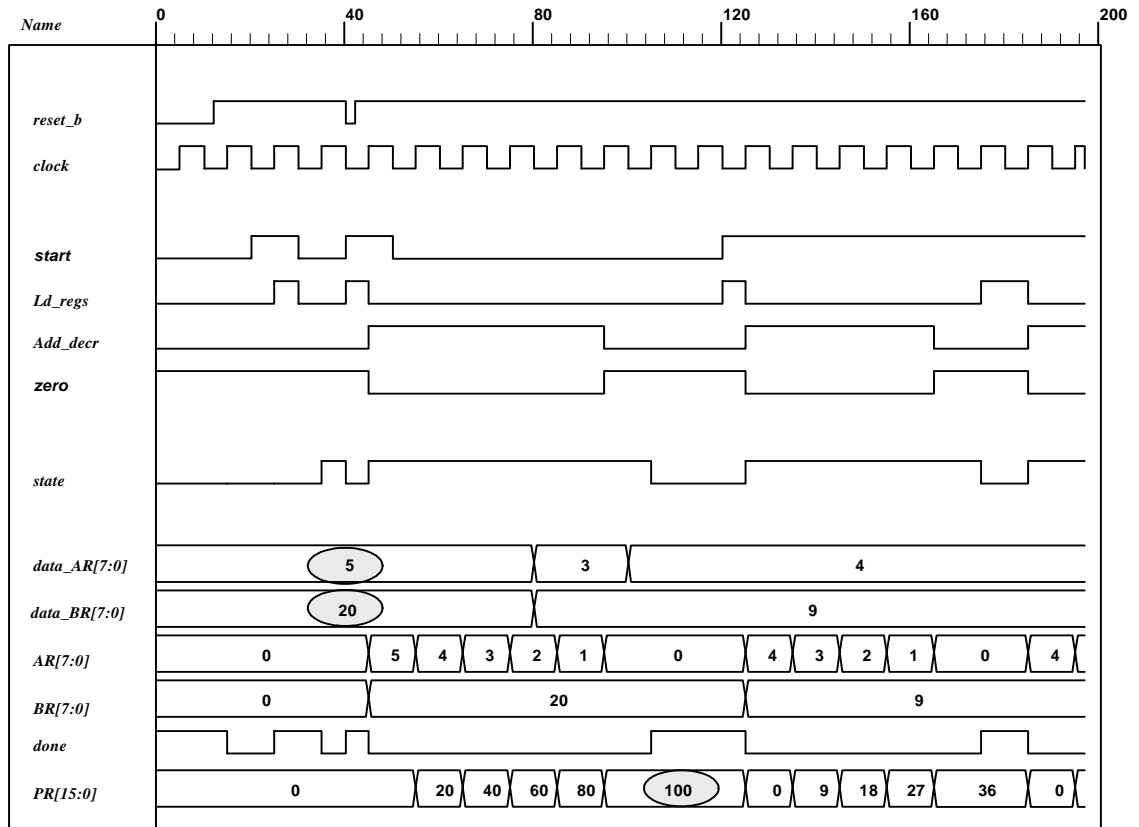 Name 0 40 80 120 160 200
reset_b
clock
start
Ld_regs
Add_decr
zero
state
data_AR[7:0] 5 3 4
data_BR[7:0] 20 9
AR[7:0] 0 5 4 3 2 1 0 4 3 2 1 0 4
BR[7:0] 0 20 9
done
PR[15:0] 0 20 40 60 80 100 0 9 18 27 36 0